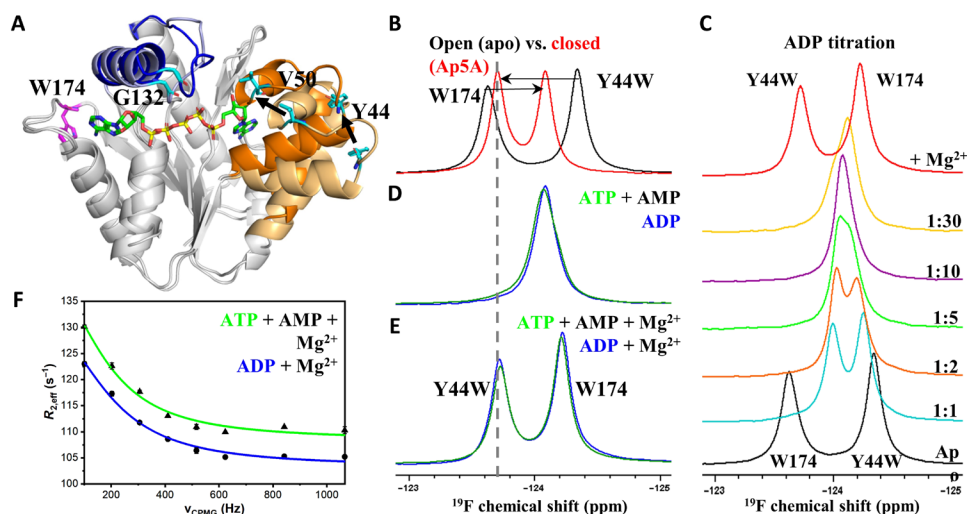 A
W174
G132
V50
Y44
B
Open (apo) vs. closed
(Ap5A)
W174
Y44W
D
ATP + AMP
ADP
E
ATP + AMP + Mg²⁺
ADP + Mg²⁺
Y44W
W174
−123
−124
−125
¹⁹F chemical shift (ppm)
C
ADP titration
Y44W
W174
+ Mg²⁺
1:30
1:10
1:5
1:2
1:1
Ap
o
W174
Y44W
−123
−124
−125
¹⁹F chemical shift (ppm)
F
ATP + AMP +
Mg²⁺
ADP + Mg²⁺
R2,eff (s⁻¹)
135
130
125
120
115
110
105
100
200
400
600
800
1000
νCPMG (Hz)